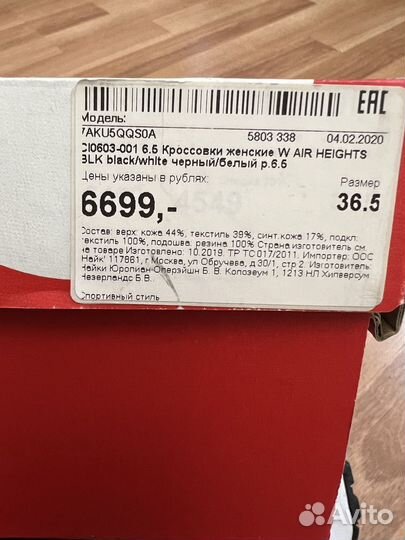 EAC
Модель:
7AKU5QQS0A 5803 338 04.02.2020
CI0603-001 6.5 Кроссовки женские W AIR HEIGHTS
BLK black/white черный/белый р.6.5
Цены указаны в рублях: Размер
6699,- 36.5
Состав: верх: кожа 44%, текстиль 39%, синт.кожа 17%, подкл:
текстиль 100%, подошва: резина 100% Страна изготовитель см.
на товаре Изготовлено: 10.2019. ТР ТС 017/2011. Импортер: ООО
Найк' 117861, г Москва, ул Обручева, д 30/1, стр 2. Изготовитель:
Найки Юропиан Оперэйшн Б. В. Колозеум 1, 1213 НЛ Хилверсум
Незерландс Б.В.
Спортивный стиль
Avito